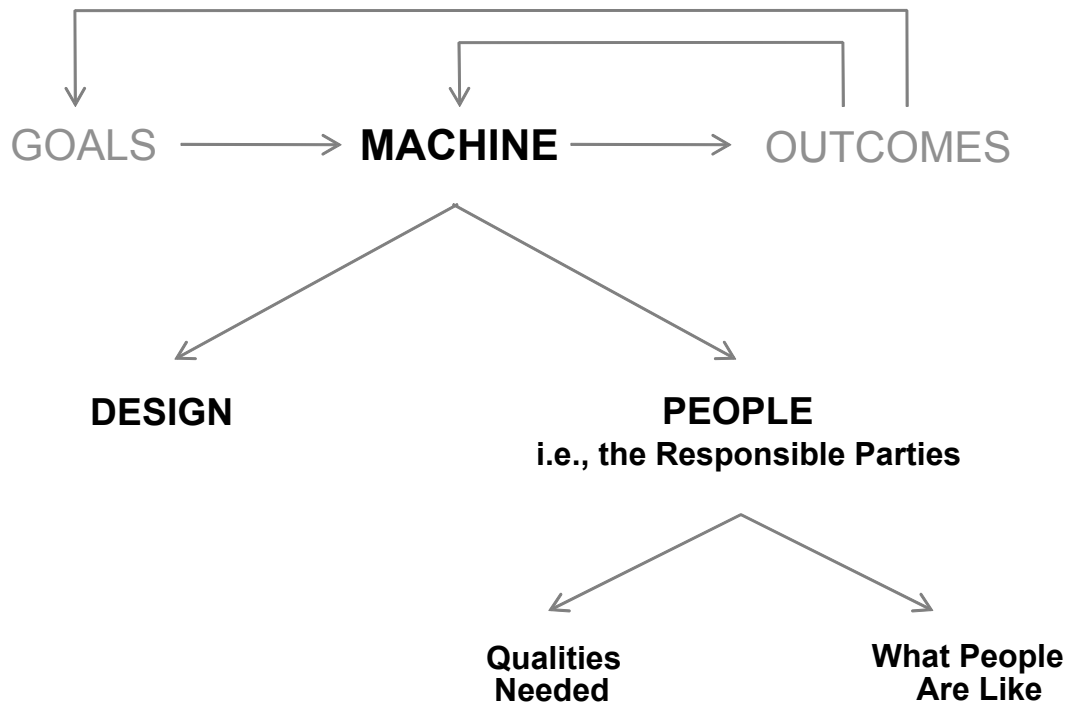 GOALS
MACHINE
OUTCOMES
DESIGN
PEOPLE
i.e., the Responsible Parties
Qualities
Needed
What People
Are Like